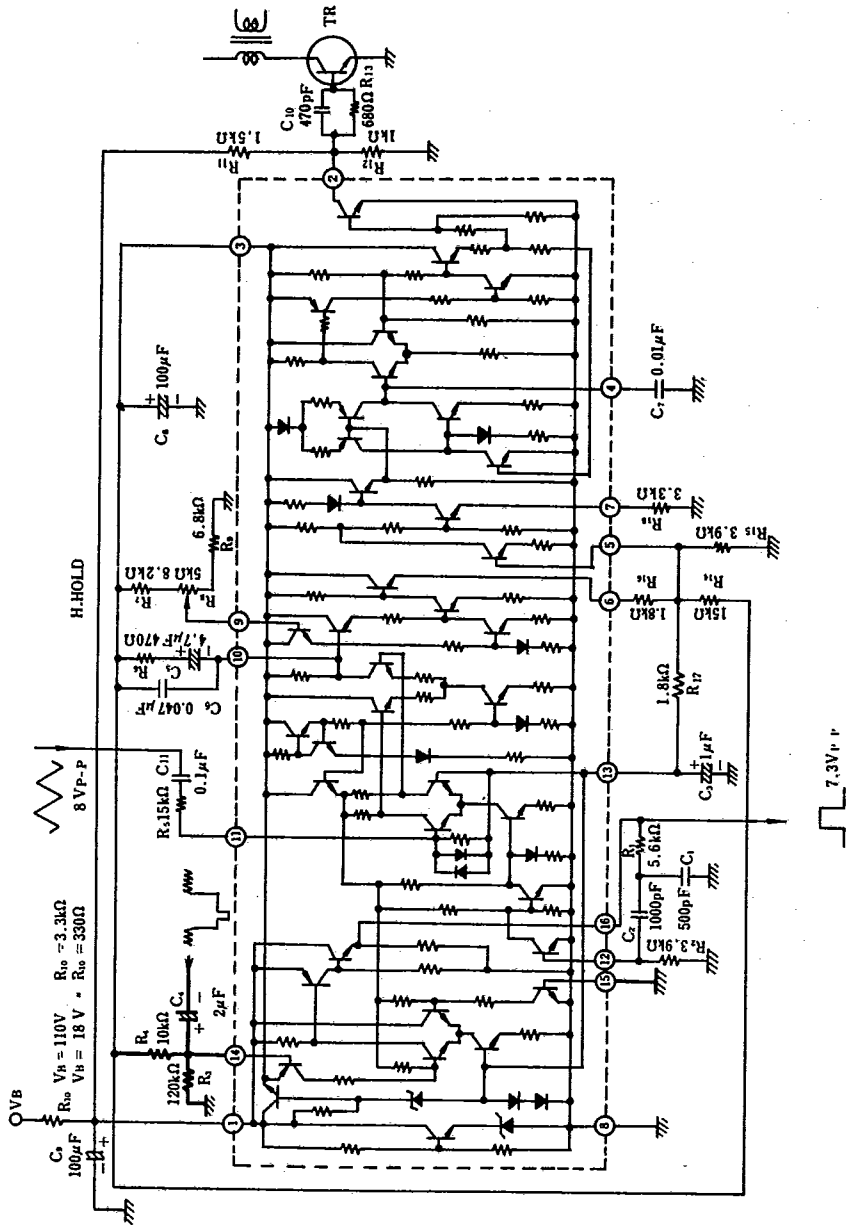 VB
R10
VB = 110V R10 = 3.3kΩ
VB = 18 V 〃 R10 = 330Ω
C9
100μF
− +
R4
10kΩ
C4
+ −
2μF
120kΩ
R3
8 VP-P
R5 15kΩ
C11
0.1μF
C6 0.047μF
R6
C5
4.7μF 470Ω
+ −
R7
8.2kΩ
R8
5kΩ
R9
6.8kΩ
H.HOLD
C8
100μF
+ −
R11
1.5kΩ
R12
1kΩ
C10
470pF
680Ω R13
TR
1
14
11
10
9
3
2
8
15
12
16
13
6
5
7
4
R2 3.9kΩ
C2
1000pF
500pF
C1
R1
5.6kΩ
7.3VP-P
C3
1μF
+ −
1.8kΩ
R17
R16
1.8kΩ
R14
15kΩ
R15 3.9kΩ
R18
3.3kΩ
C7
0.01μF